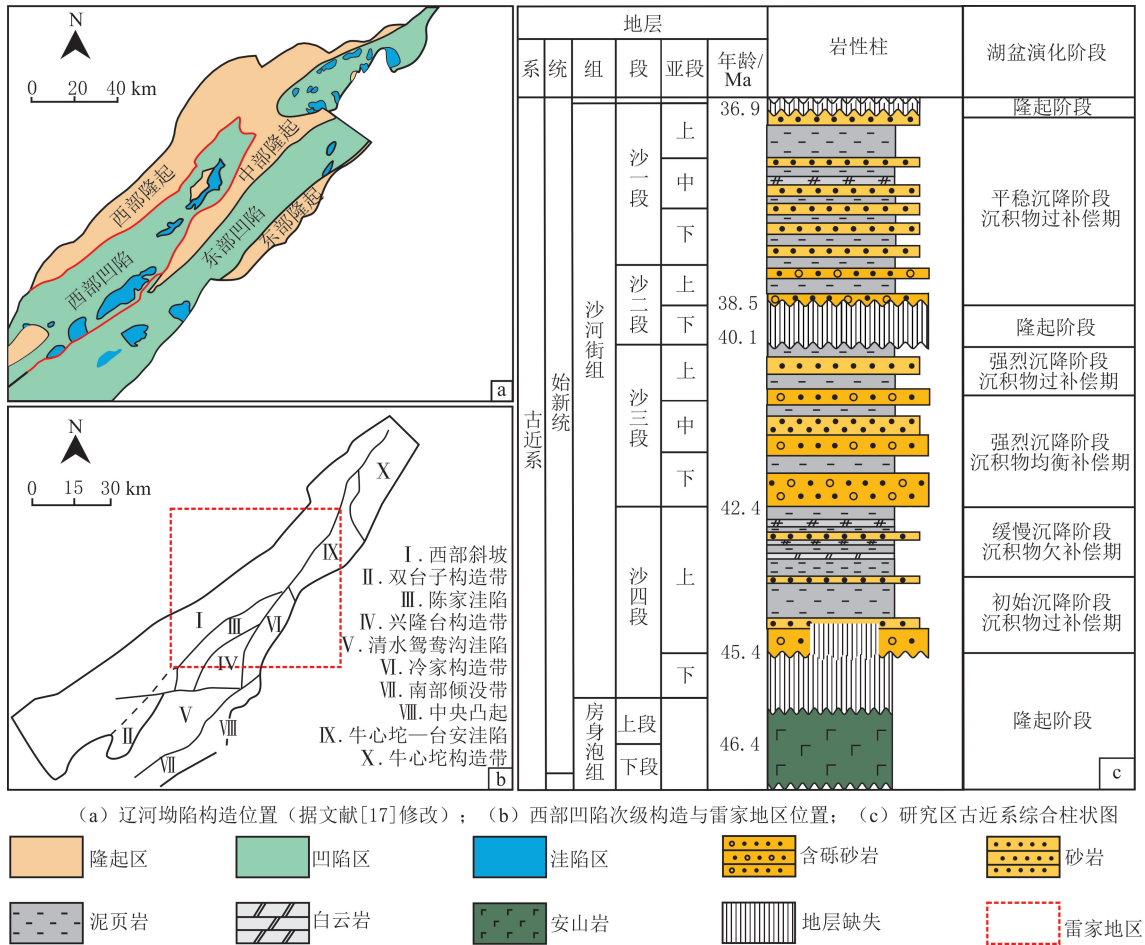 N
0 20 40 km
西部隆起
中部隆起
东部隆起
东部凹陷
西部凹陷
a
N
0 15 30 km
Ⅰ
Ⅱ
Ⅲ
Ⅳ
Ⅴ
Ⅵ
Ⅶ
Ⅷ
Ⅸ
Ⅹ
Ⅰ.西部斜坡
Ⅱ.双台子构造带
Ⅲ.陈家洼陷
Ⅳ.兴隆台构造带
Ⅴ.清水鸳鸯沟洼陷
Ⅵ.冷家构造带
Ⅶ.南部倾没带
Ⅷ.中央凸起
Ⅸ.牛心坨—台安洼陷
Ⅹ.牛心坨构造带
b
地层
系 统 组 段 亚段 年龄/
Ma
岩性柱
湖盆演化阶段
古近系
始新统
沙河街组
房身泡组
沙一段
沙二段
沙三段
沙四段
上段
下段
上
中
下
上
下
上
中
下
上
下
36.9
38.5
40.1
42.4
45.4
46.4
隆起阶段
平稳沉降阶段
沉积物过补偿期
隆起阶段
强烈沉降阶段
沉积物过补偿期
强烈沉降阶段
沉积物均衡补偿期
缓慢沉降阶段
沉积物欠补偿期
初始沉降阶段
沉积物过补偿期
隆起阶段
c
(a) 辽河坳陷构造位置（据文献[17]修改）；(b) 西部凹陷次级构造与雷家地区位置；(c) 研究区古近系综合柱状图
隆起区 凹陷区 洼陷区 含砾砂岩 砂岩
泥页岩 白云岩 安山岩 地层缺失 雷家地区